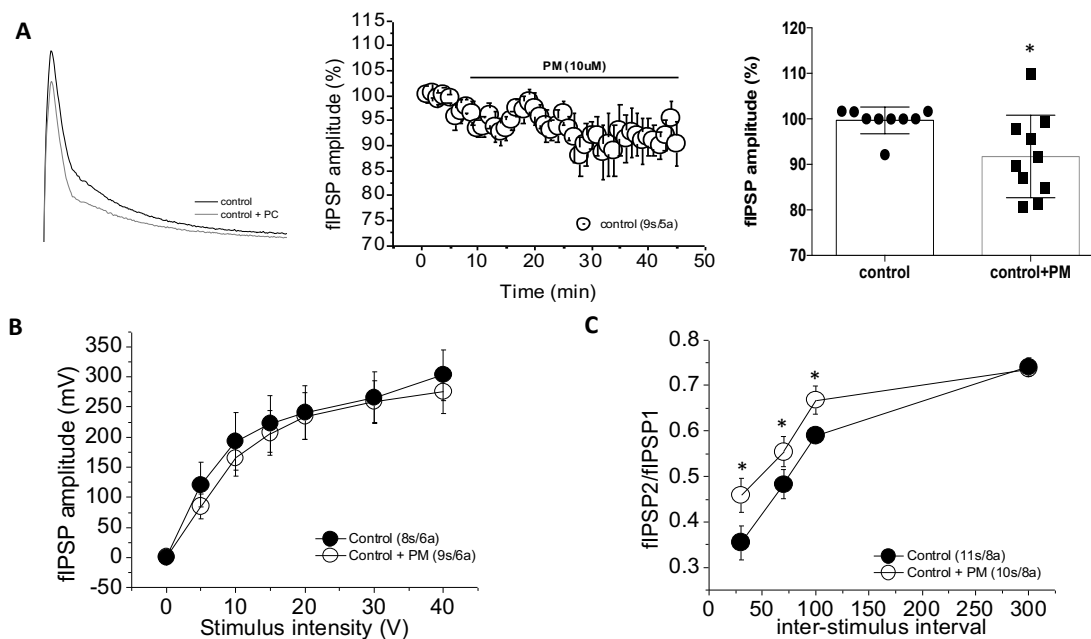 A
control
control + PC
fIPSP amplitude (%)
115
110
105
100
95
90
85
80
75
70
PM (10uM)
control (9s/5a)
0 10 20 30 40 50
Time (min)
fIPSP amplitude (%)
120
110
100
90
80
70
*
control
control+PM
B
fIPSP amplitude (mV)
350
300
250
200
150
100
50
0
-50
Control (8s/6a)
Control + PM (9s/6a)
0 10 20 30 40
Stimulus intensity (V)
C
fIPSP2/fIPSP1
0.8
0.7
0.6
0.5
0.4
0.3
*
*
*
Control (11s/8a)
Control + PM (10s/8a)
0 50 100 150 200 250 300
inter-stimulus interval